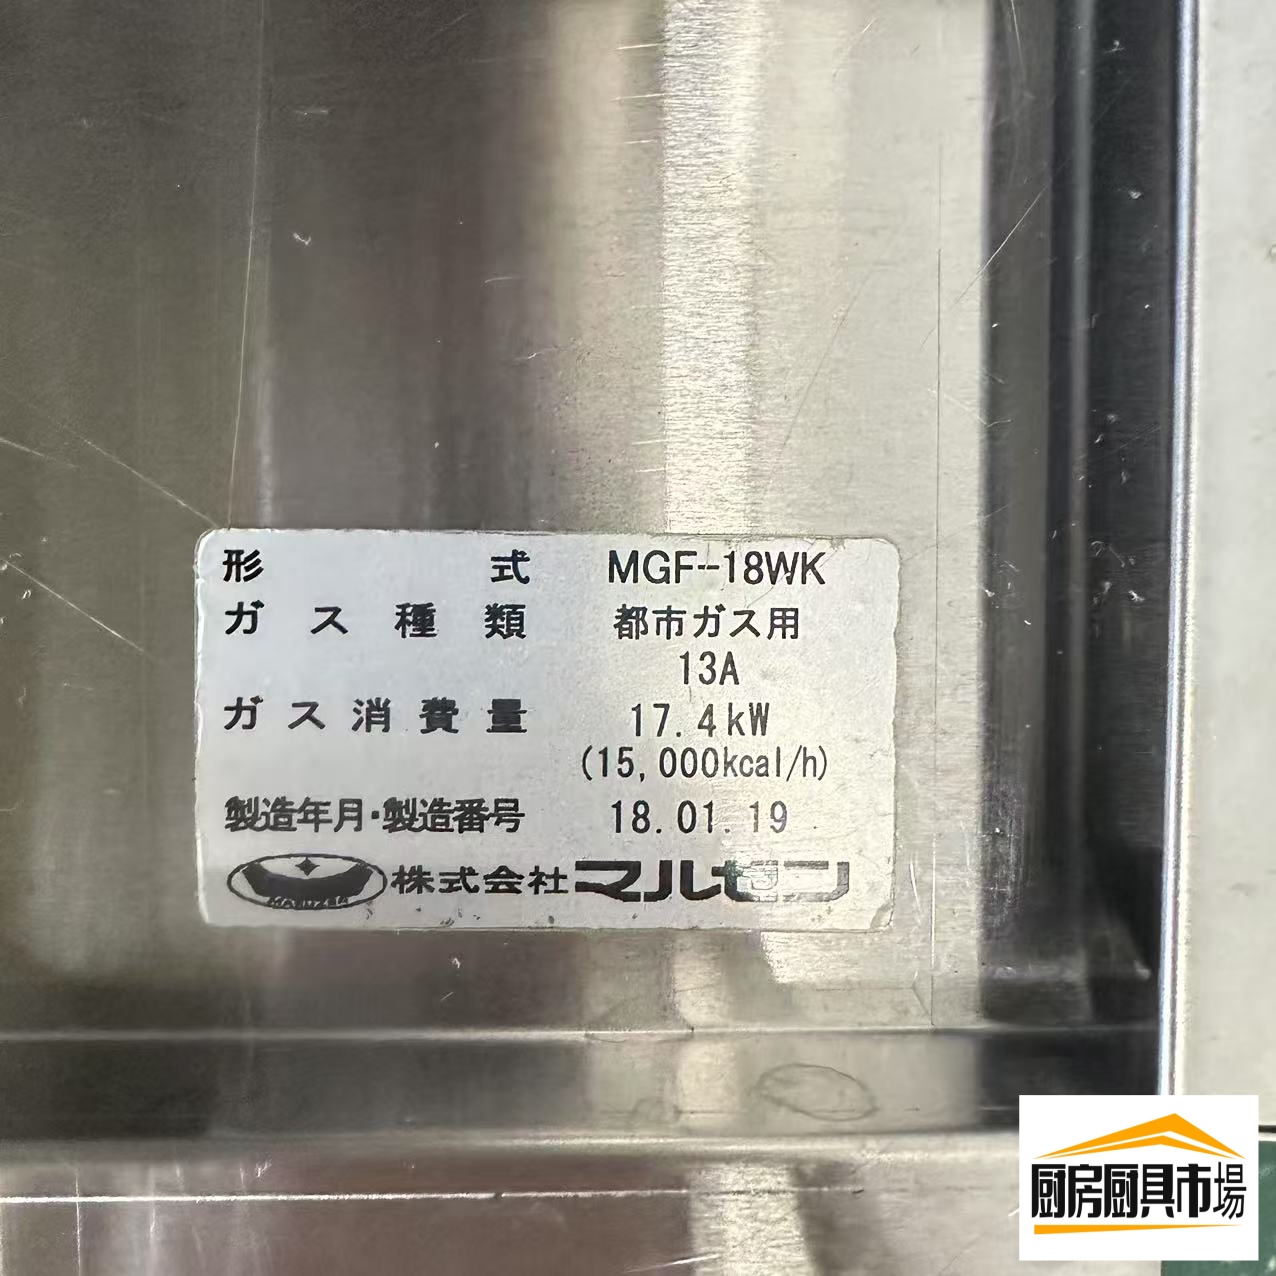 形式 MGF-18WK
ガス種類 都市ガス用
13A
ガス消費量 17.4kW
(15,000kcal/h)
製造年月・製造番号 18.01.19
MARUZEN 株式会社マルゼン
厨房厨具市場